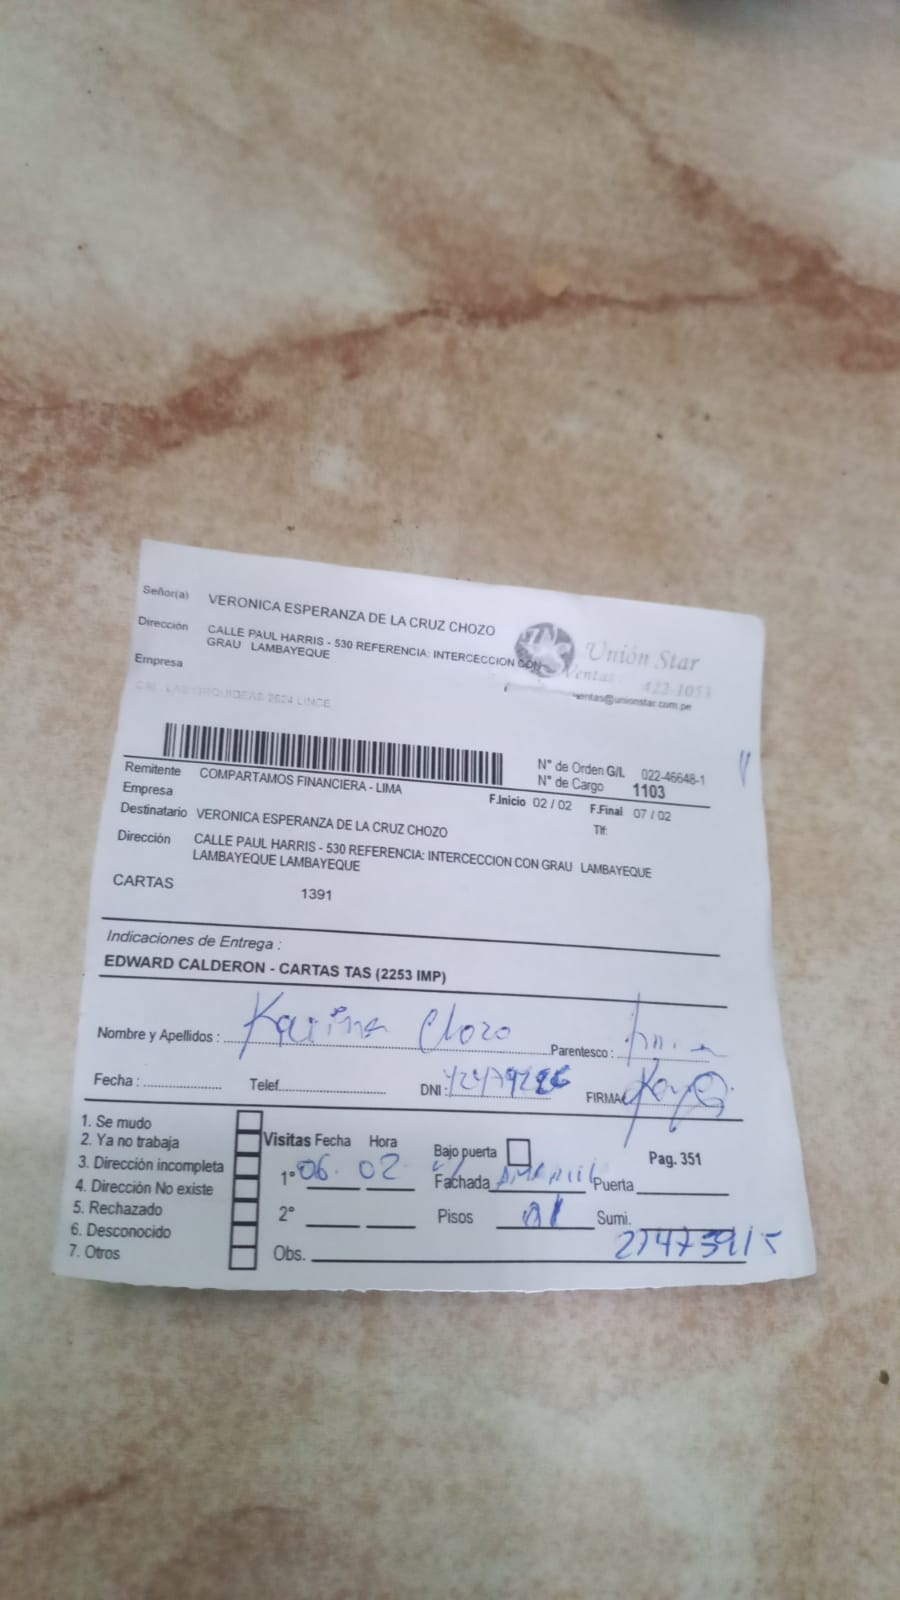 Señor(a) VERONICA ESPERANZA DE LA CRUZ CHOZO
Dirección CALLE PAUL HARRIS - 530 REFERENCIA: INTERCECCION CON
GRAU LAMBAYEQUE
Empresa
Unión Star
Ventas 422-1053
ventas@unionstar.com.pe
CAL. LAS ORQUIDEAS 2624 LINCE
N° de Orden G/I. 022-46648-1
N° de Cargo 1103
Remitente COMPARTAMOS FINANCIERA - LIMA
Empresa
F.Inicio 02 / 02 F.Final 07 / 02
Destinatario VERONICA ESPERANZA DE LA CRUZ CHOZO
Tlf:
Dirección CALLE PAUL HARRIS - 530 REFERENCIA: INTERCECCION CON GRAU LAMBAYEQUE
LAMBAYEQUE LAMBAYEQUE
CARTAS 1391
Indicaciones de Entrega :
EDWARD CALDERON - CARTAS TAS (2253 IMP)
Nombre y Apellidos : Karina Chozo Parentesco :
Fecha : Telef. DNI: FIRMA
1. Se mudo
2. Ya no trabaja
3. Dirección incompleta
4. Dirección No existe
5. Rechazado
6. Desconocido
7. Otros
Visitas Fecha Hora
1° 06. 02
2°
Obs.
Bajo puerta
Fachada Puerta
Pisos 01 Sumi.
Pag. 351